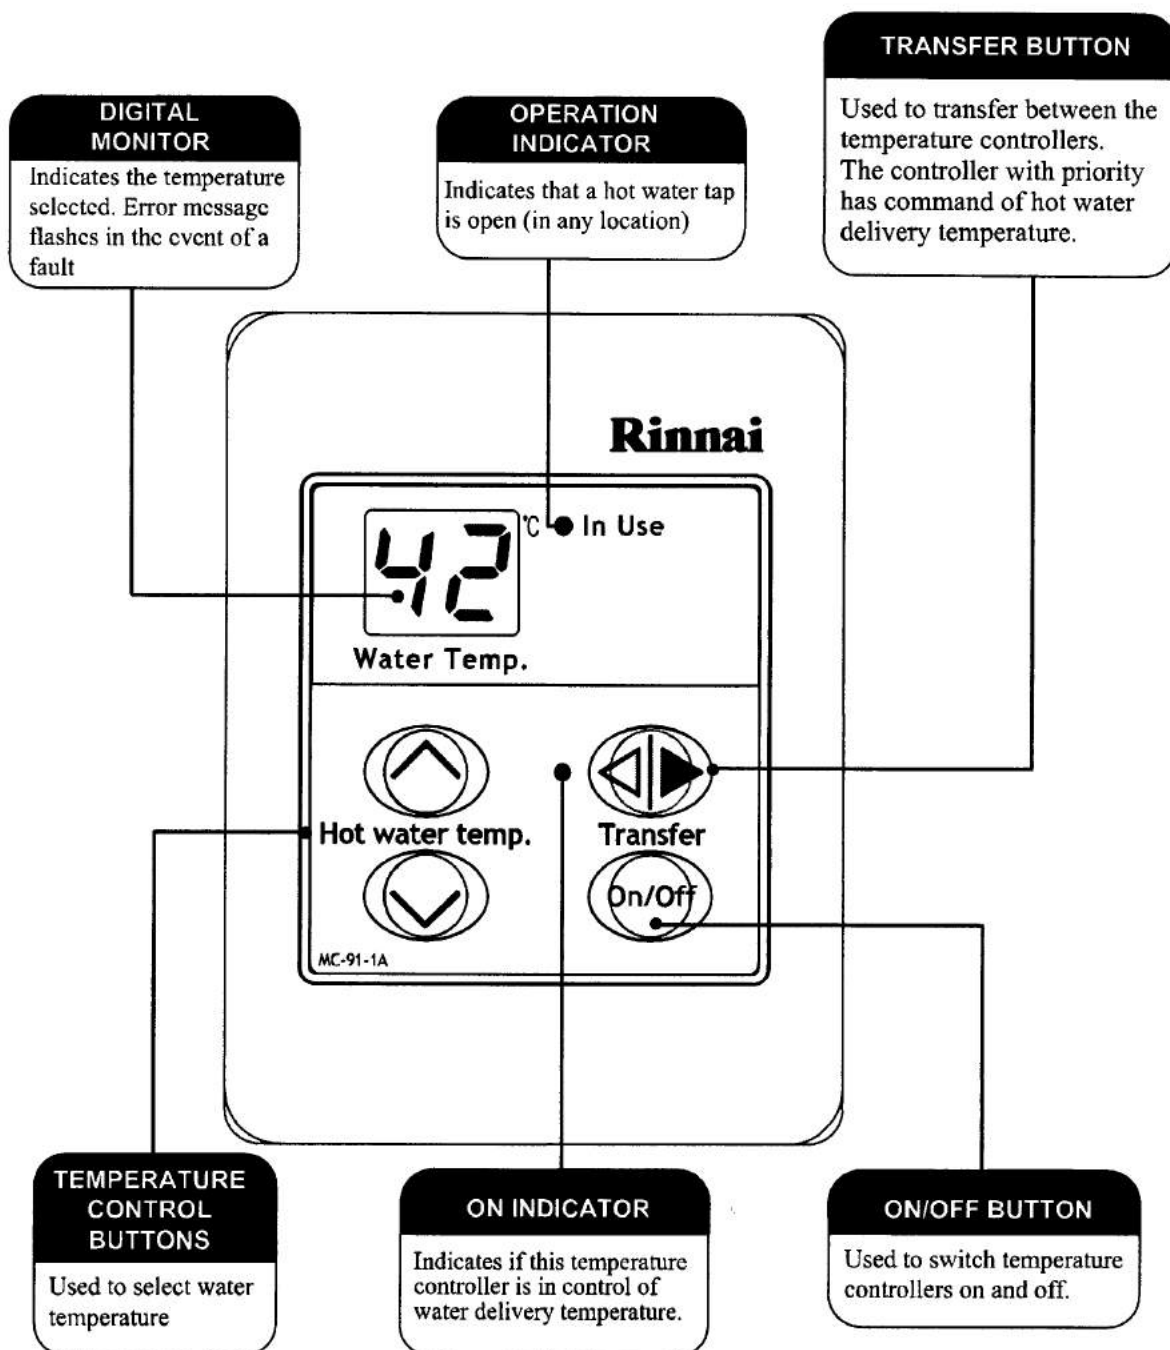 TRANSFER BUTTON
Used to transfer between the
temperature controllers.
The controller with priority
has command of hot water
delivery temperature.
DIGITAL
MONITOR
Indicates the temperature
selected. Error message
flashes in the event of a
fault
OPERATION
INDICATOR
Indicates that a hot water tap
is open (in any location)
Rinnai
42 °C In Use
Water Temp.
Hot water temp.
Transfer
On/Off
MC-91-1A
TEMPERATURE
CONTROL
BUTTONS
Used to select water
temperature
ON INDICATOR
Indicates if this temperature
controller is in control of
water delivery temperature.
ON/OFF BUTTON
Used to switch temperature
controllers on and off.